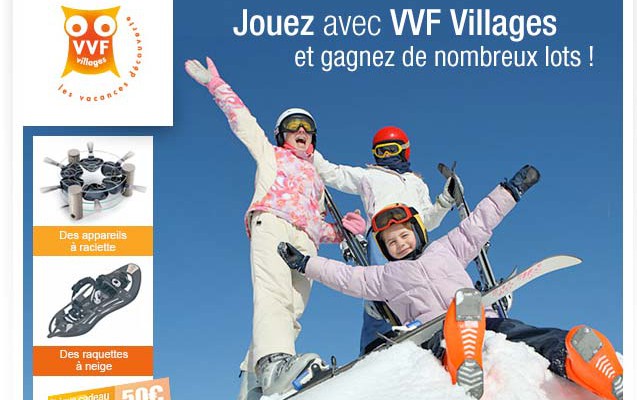 VVF
villages
les vacances découverte
Jouez avec VVF Villages
et gagnez de nombreux lots !
Des appareils
à raclette
Des raquettes
à neige
cadeau
50€